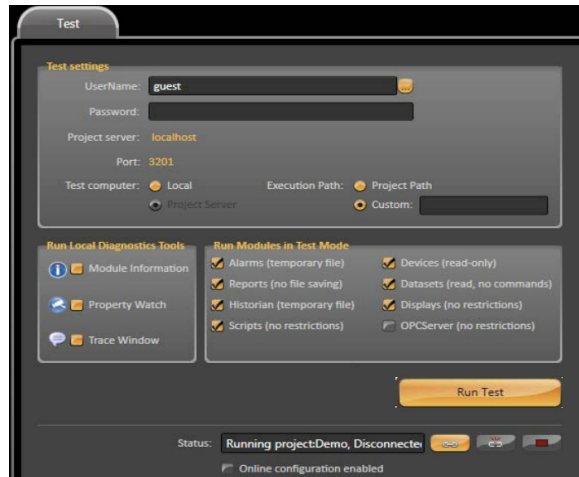 Test
Test settings
UserName: guest
Password:
Project server: localhost
Port: 3201
Test computer: Local Execution Path: Project Path
Project Server Custom:
Run Local Diagnostics Tools
Module Information
Property Watch
Trace Window
Run Modules in Test Mode
Alarms (temporary file) Devices (read-only)
Reports (no file saving) Datasets (read, no commands)
Historian (temporary file) Displays (no restrictions)
Scripts (no restrictions) OPCServer (no restrictions)
Run Test
Status: Running project:Demo, Disconnected
Online configuration enabled